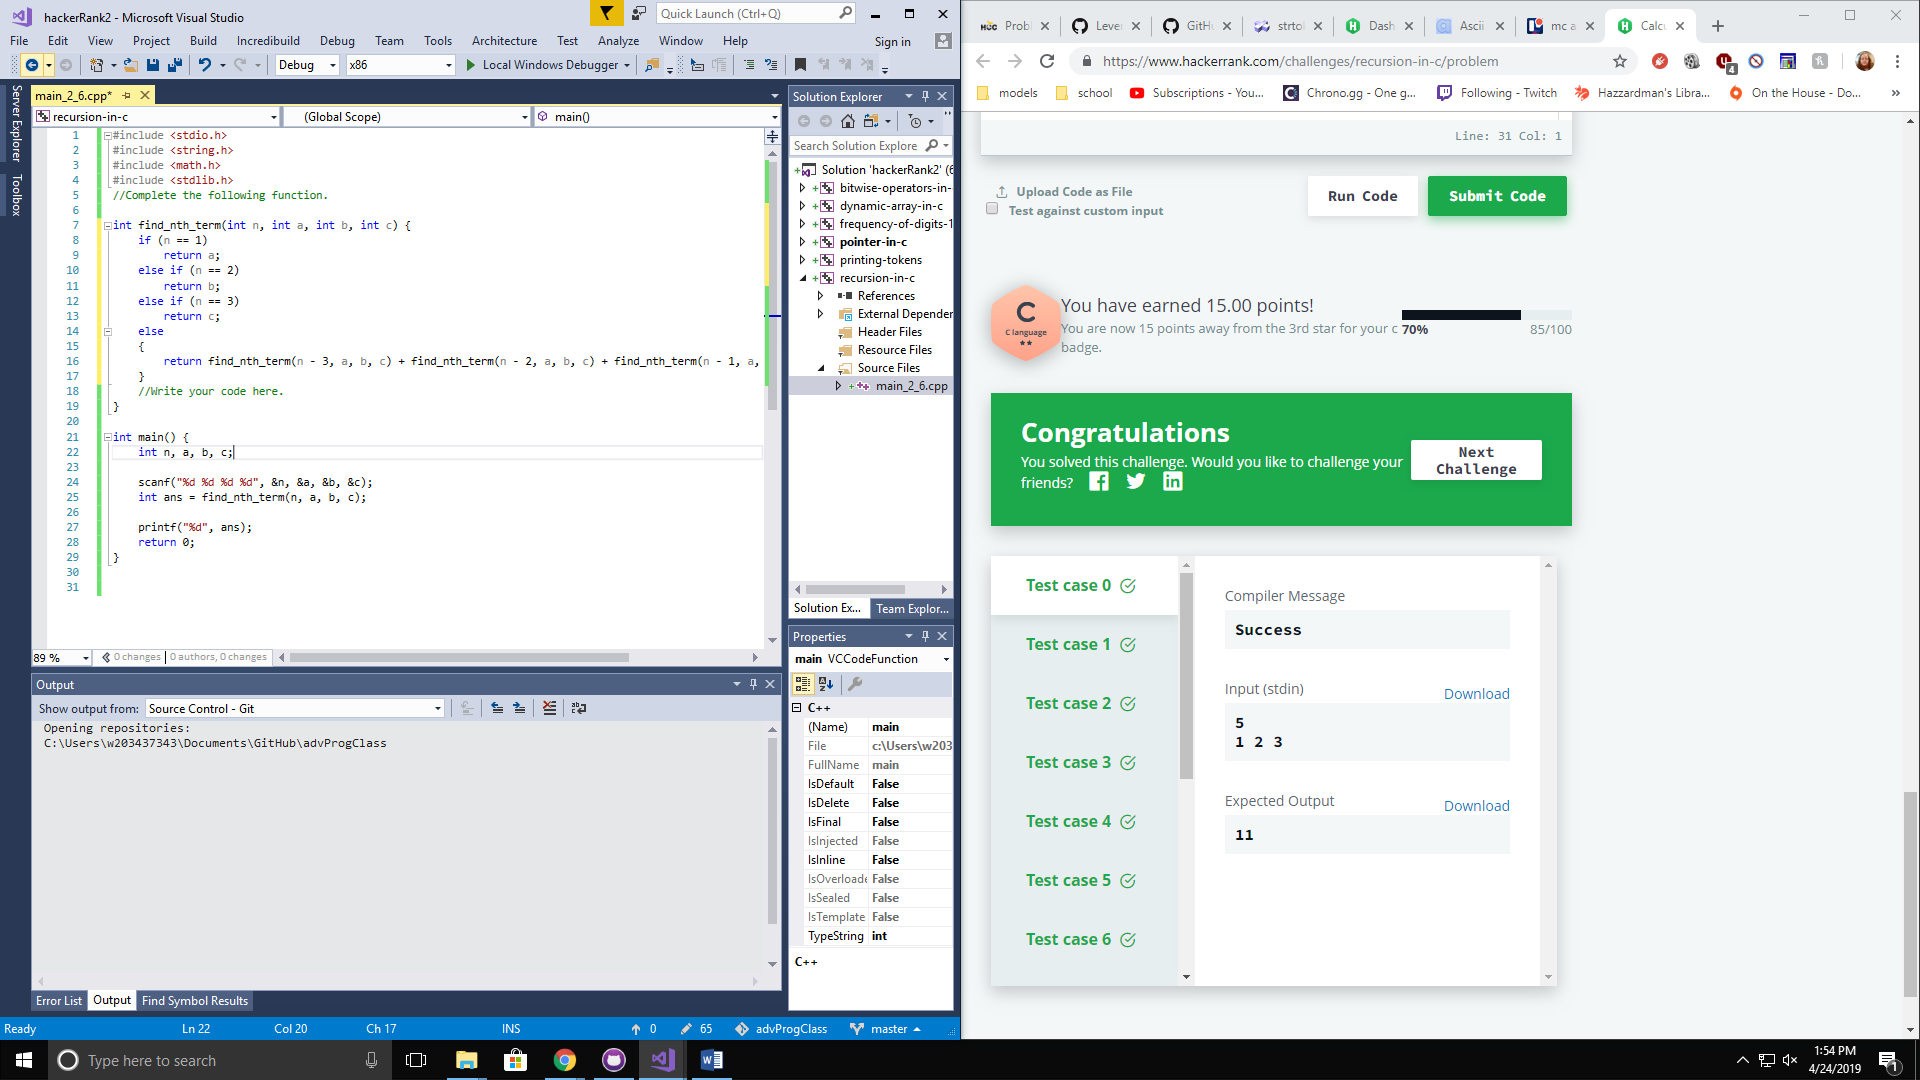 hackerRank2 - Microsoft Visual Studio
Quick Launch (Ctrl+Q)
File Edit View Project Build Incredibuild Debug Team Tools Architecture Test Analyze Window Help Sign in
Debug x86 Local Windows Debugger
Server Explorer
Toolbox
main_2_6.cpp*
recursion-in-c (Global Scope) main()
1 #include <stdio.h>
2 #include <string.h>
3 #include <math.h>
4 #include <stdlib.h>
5 //Complete the following function.
6
7 int find_nth_term(int n, int a, int b, int c) {
8 if (n == 1)
9 return a;
10 else if (n == 2)
11 return b;
12 else if (n == 3)
13 return c;
14 else
15 {
16 return find_nth_term(n - 3, a, b, c) + find_nth_term(n - 2, a, b, c) + find_nth_term(n - 1, a,
17 }
18 //Write your code here.
19 }
20
21 int main() {
22 int n, a, b, c;
23
24 scanf("%d %d %d %d", &n, &a, &b, &c);
25 int ans = find_nth_term(n, a, b, c);
26
27 printf("%d", ans);
28 return 0;
29 }
30
31
89 % 0 changes | 0 authors, 0 changes
Output
Show output from: Source Control - Git
Opening repositories:
C:\Users\w203437343\Documents\GitHub\advProgClass
Error List Output Find Symbol Results
Ready Ln 22 Col 20 Ch 17 INS 0 65 advProgClass master
Solution Explorer
Search Solution Explorer
Solution 'hackerRank2' (6
bitwise-operators-in-
dynamic-array-in-c
frequency-of-digits-1
pointer-in-c
printing-tokens
recursion-in-c
References
External Depender
Header Files
Resource Files
Source Files
main_2_6.cpp
Solution Ex... Team Explor...
Properties
main VCCodeFunction
C++
(Name) main
File c:\Users\w203
FullName main
IsDefault False
IsDelete False
IsFinal False
IsInjected False
IsInline False
IsOverloade False
IsSealed False
IsTemplate False
TypeString int
C++
Probl Lever GitHu strtol Dash Ascii mc a Calcu
https://www.hackerrank.com/challenges/recursion-in-c/problem
4
models school Subscriptions - You... Chrono.gg - One g... Following - Twitch Hazzardman's Libra... On the House - Do... »
Line: 31 Col: 1
Upload Code as File
Test against custom input
Run Code Submit Code
C
C language
You have earned 15.00 points!
You are now 15 points away from the 3rd star for your c
badge.
70% 85/100
Congratulations
You solved this challenge. Would you like to challenge your
friends?
Next
Challenge
Test case 0
Test case 1
Test case 2
Test case 3
Test case 4
Test case 5
Test case 6
Compiler Message
Success
Input (stdin) Download
5
1 2 3
Expected Output Download
11
Type here to search
1:54 PM
4/24/2019
1